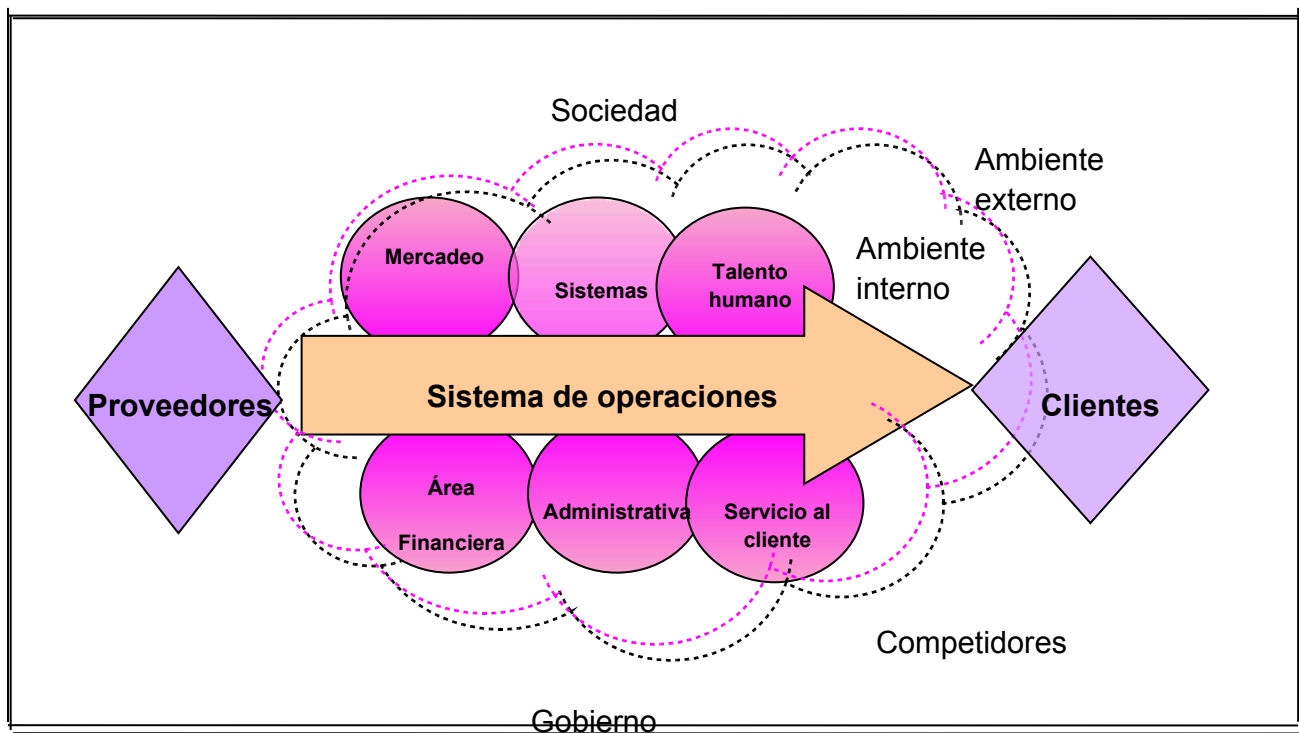 Sociedad
Ambiente
externo
Ambiente
interno
Mercadeo
Sistemas
Talento
humano
Proveedores
Sistema de operaciones
Clientes
Área
Financiera
Administrativa
Servicio al
cliente
Competidores
Gobierno